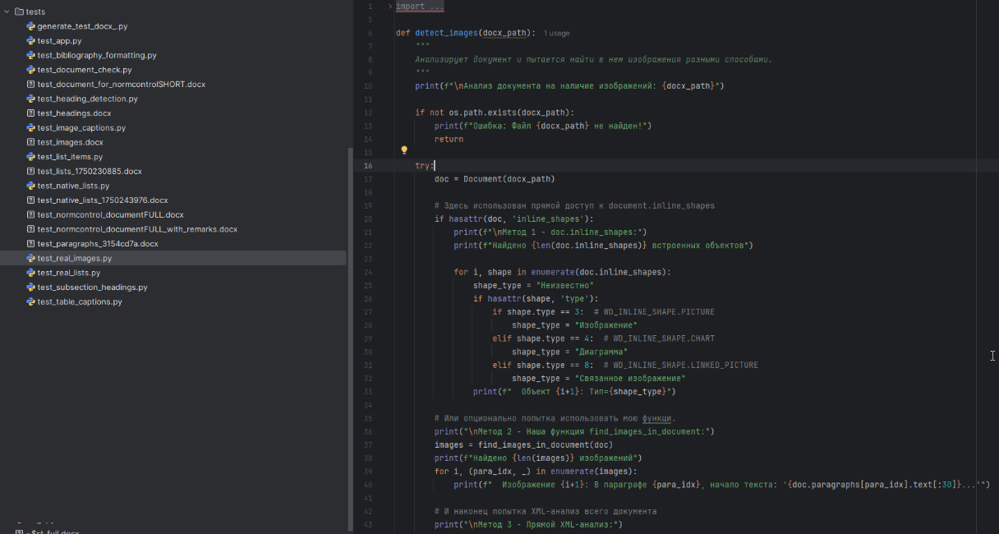 tests
generate_test_docx_.py
test_app.py
test_bibliography_formatting.py
test_document_check.py
test_document_for_normcontrolSHORT.docx
test_heading_detection.py
test_headings.docx
test_image_captions.py
test_images.docx
test_list_items.py
test_lists_1750230885.docx
test_native_lists.py
test_native_lists_1750243976.docx
test_normcontrol_documentFULL.docx
test_normcontrol_documentFULL_with_remarks.docx
test_paragraphs_3154cd7a.docx
test_real_images.py
test_real_lists.py
test_subsection_headings.py
test_table_captions.py
~$st_full.docx
1 import ...
5
6 def detect_images(docx_path): 1 usage
7 """
8 Анализирует документ и пытается найти в нем изображения разными способами.
9 """
10 print(f"\nАнализ документа на наличие изображений: {docx_path}")
11
12 if not os.path.exists(docx_path):
13 print(f"Ошибка: Файл {docx_path} не найден!")
14 return
15
16 try:
17 doc = Document(docx_path)
18
19 # Здесь использован прямой доступ к document.inline_shapes
20 if hasattr(doc, 'inline_shapes'):
21 print(f"\nМетод 1 - doc.inline_shapes:")
22 print(f"Найдено {len(doc.inline_shapes)} встроенных объектов")
23
24 for i, shape in enumerate(doc.inline_shapes):
25 shape_type = "Неизвестно"
26 if hasattr(shape, 'type'):
27 if shape.type == 3: # WD_INLINE_SHAPE.PICTURE
28 shape_type = "Изображение"
29 elif shape.type == 4: # WD_INLINE_SHAPE.CHART
30 shape_type = "Диаграмма"
31 elif shape.type == 8: # WD_INLINE_SHAPE.LINKED_PICTURE
32 shape_type = "Связанное изображение"
33 print(f" Объект {i+1}: Тип={shape_type}")
34
35 # Или опционально попытка использовать мою функци.
36 print("\nМетод 2 - Наша функция find_images_in_document:")
37 images = find_images_in_document(doc)
38 print(f"Найдено {len(images)} изображений")
39 for i, (para_idx, _) in enumerate(images):
40 print(f" Изображение {i+1}: В параграфе {para_idx}, начало текста: '{doc.paragraphs[para_idx].text[:30]}...'")
41
42 # И наконец попытка XML-анализ всего документа
43 print("\nМетод 3 - Прямой XML-анализ:")